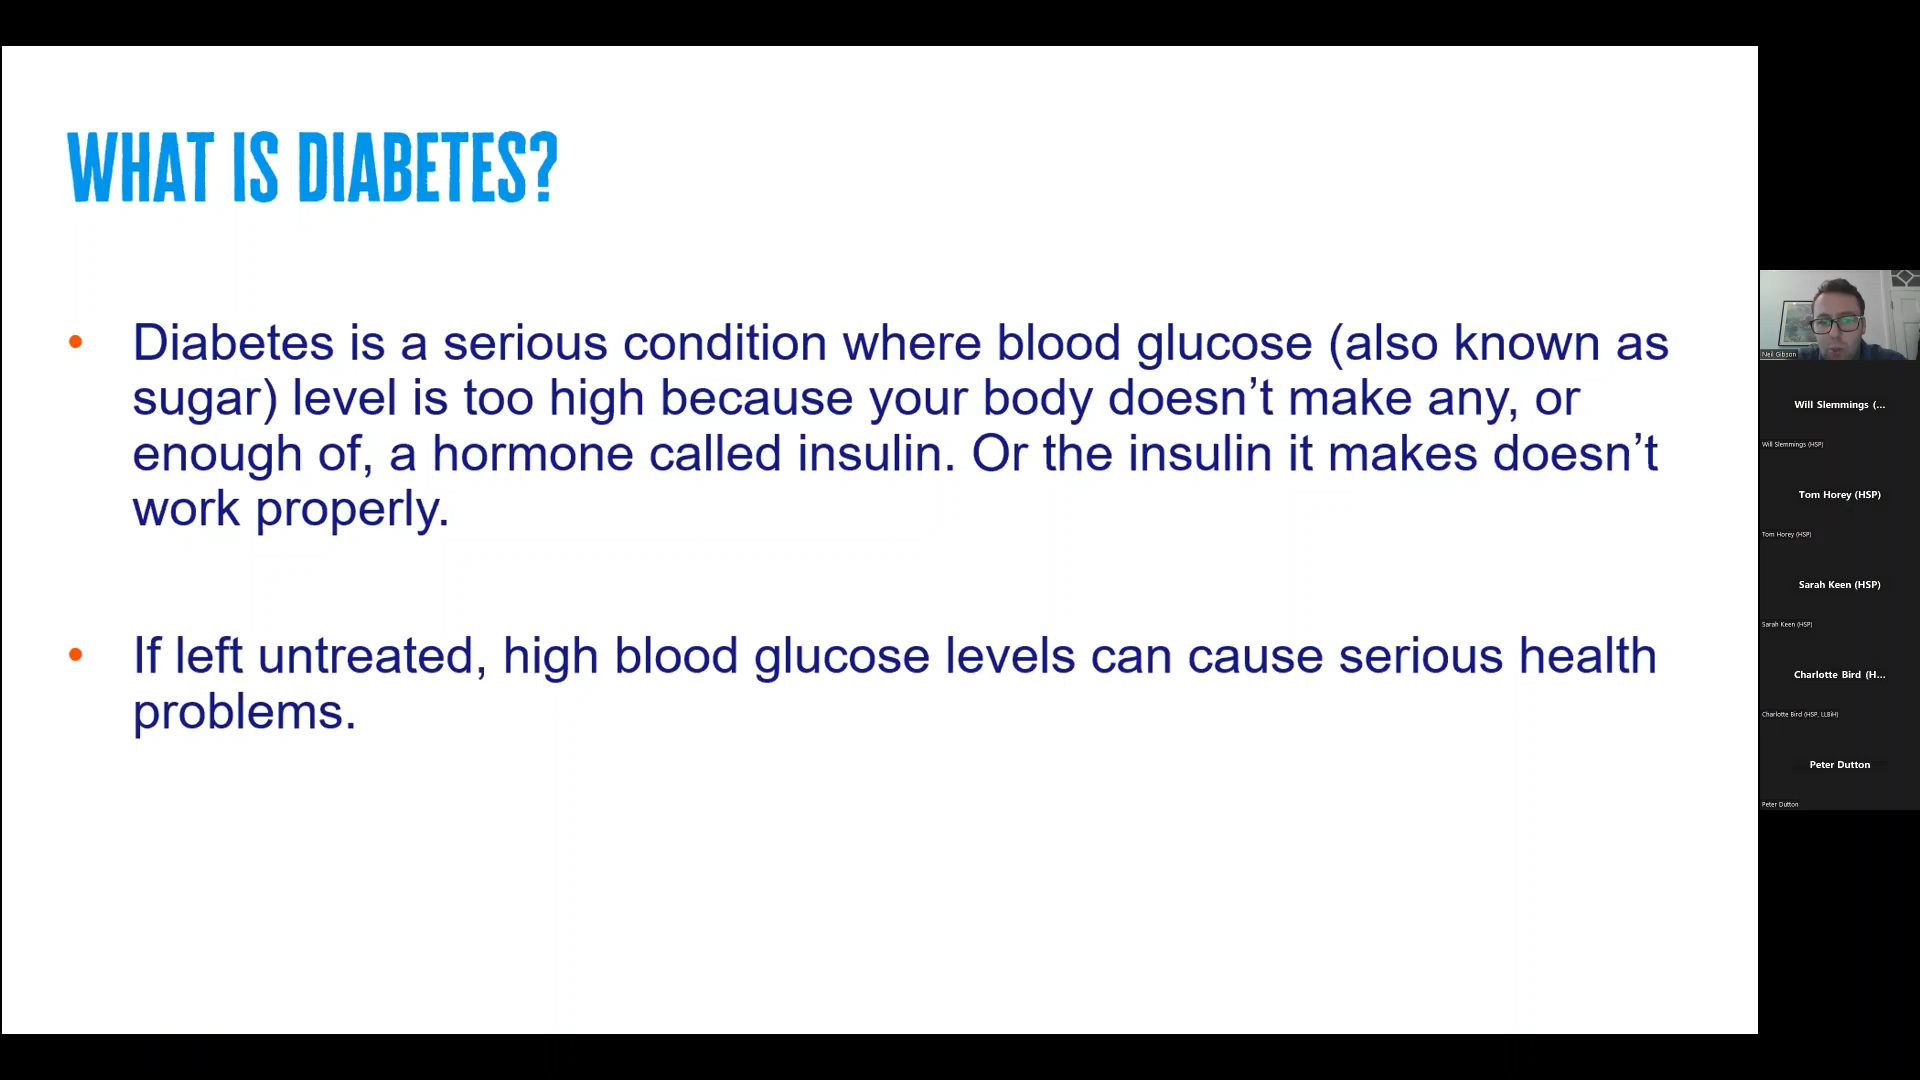 WHAT IS DIABETES?
• Diabetes is a serious condition where blood glucose (also known as
sugar) level is too high because your body doesn’t make any, or
enough of, a hormone called insulin. Or the insulin it makes doesn’t
work properly.
• If left untreated, high blood glucose levels can cause serious health
problems.
Neil Gibson
Will Slemmings (...
Will Slemmings (HSP)
Tom Horey (HSP)
Tom Horey (HSP)
Sarah Keen (HSP)
Sarah Keen (HSP)
Charlotte Bird (H...
Charlotte Bird (HSP, LLBiH)
Peter Dutton
Peter Dutton